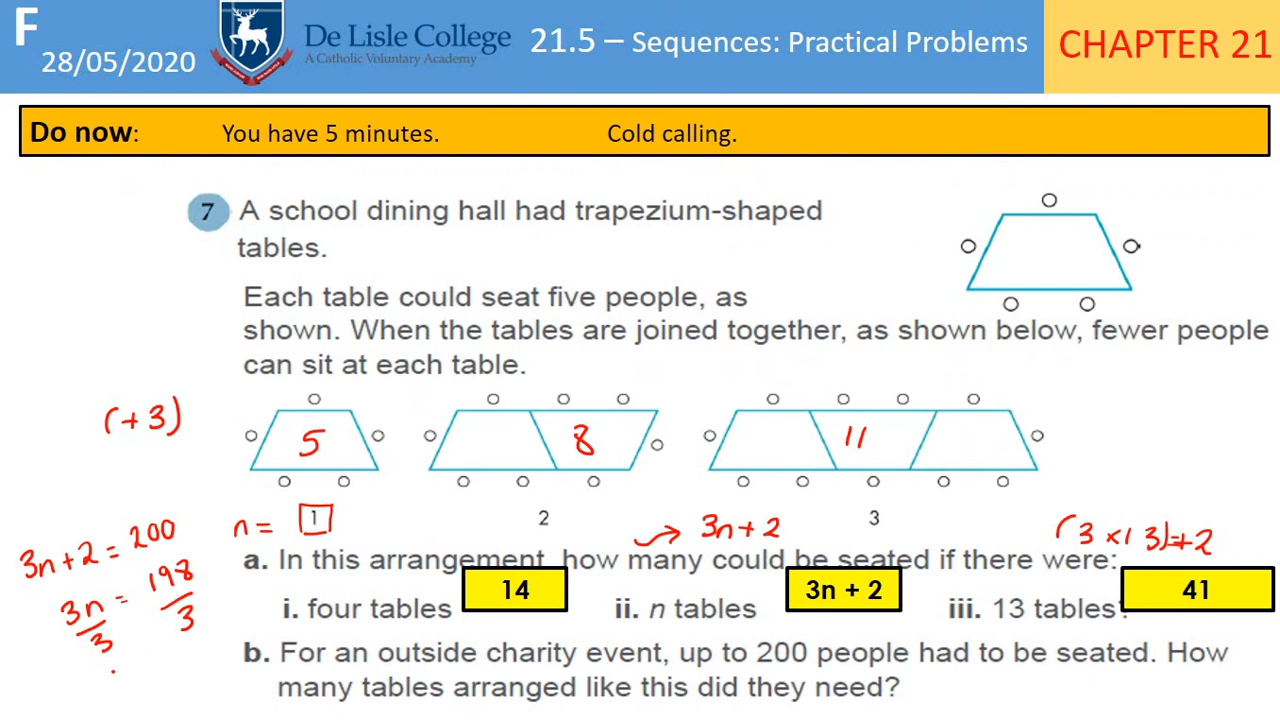 F
28/05/2020
De Lisle College
A Catholic Voluntary Academy
21.5 – Sequences: Practical Problems
CHAPTER 21
Do now: You have 5 minutes. Cold calling.
7 A school dining hall had trapezium-shaped
tables.
Each table could seat five people, as
shown. When the tables are joined together, as shown below, fewer people
can sit at each table.
(+3)
5 8 11
n = 1 2 3
3n+2
(3 × 13) + 2
3n+2 = 200
3n = 198
3 3
a. In this arrangement, how many could be seated if there were:
i. four tables 14 ii. n tables 3n + 2 iii. 13 tables? 41
b. For an outside charity event, up to 200 people had to be seated. How
many tables arranged like this did they need?